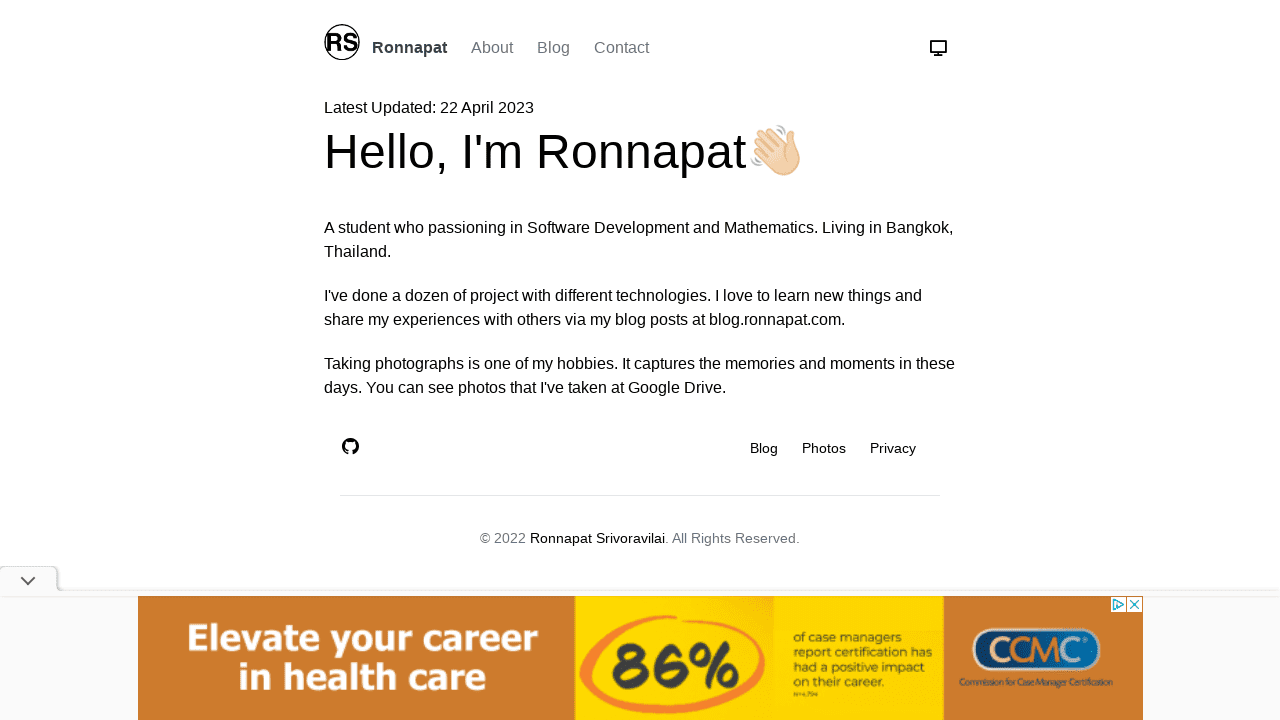 RS Ronnapat About Blog Contact
Latest Updated: 22 April 2023
Hello, I'm Ronnapat👋🏻
A student who passioning in Software Development and Mathematics. Living in Bangkok,
Thailand.
I've done a dozen of project with different technologies. I love to learn new things and
share my experiences with others via my blog posts at blog.ronnapat.com.
Taking photographs is one of my hobbies. It captures the memories and moments in these
days. You can see photos that I've taken at Google Drive.
Blog Photos Privacy
© 2022 Ronnapat Srivoravilai. All Rights Reserved.
Elevate your career
in health care
86%
of case managers
report certification has
had a positive impact
on their career.
N=4,794
CCMC
Commission for Case Manager Certification